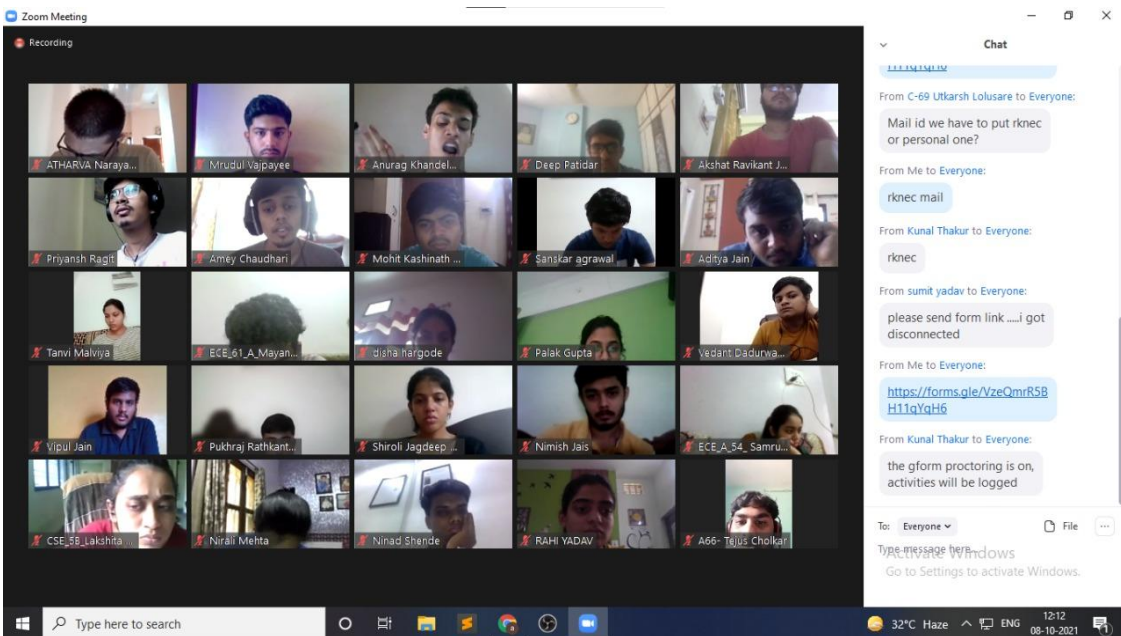 Zoom Meeting
Recording
Chat
ATHARVA Naraya...
Mrudul Vajpayee
Anurag Khandel...
Deep Patidar
Akshat Ravikant J...
Priyansh Ragit
Amey Chaudhari
Mohit Kashinath ...
Sanskar agrawal
Aditya Jain
Tanvi Malviya
ECE_61_A_Mayan...
disha hargode
Palak Gupta
Vedant Dadurwa...
Vipul Jain
Pukhraj Rathkant...
Shiroli Jagdeep ...
Nimish Jais
ECE_A_54_ Samru...
CSE_58_Lakshita ...
Nirali Mehta
Ninad Shende
RAHI YADAV
A66- Tejus Cholkar
H11qYqH6
From C-69 Utkarsh Lolusare to Everyone:
Mail id we have to put rknec
or personal one?
From Me to Everyone:
rknec mail
From Kunal Thakur to Everyone:
rknec
From sumit yadav to Everyone:
please send form link .....i got
disconnected
From Me to Everyone:
https://forms.gle/VzeQmrR5B
H11qYqH6
From Kunal Thakur to Everyone:
the gform proctoring is on,
activities will be logged
To: Everyone File ...
Type message here...
Activate Windows
Go to Settings to activate Windows.
Type here to search
32°C Haze ENG 12:12
08-10-2021